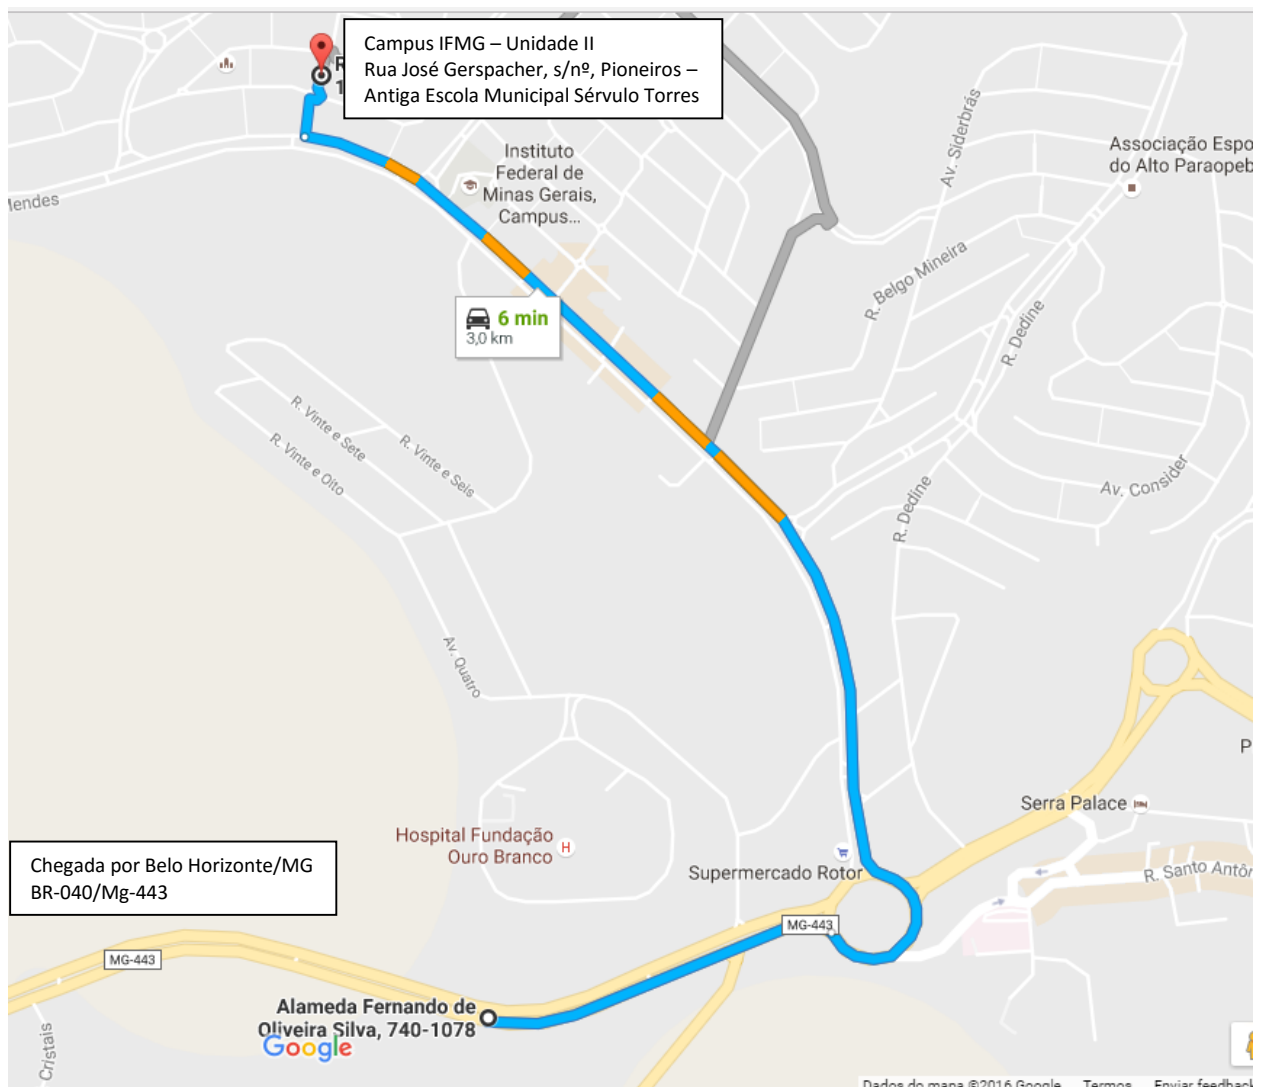 Campus IFMG – Unidade II
Rua José Gerspacher, s/nº, Pioneiros –
Antiga Escola Municipal Sérvulo Torres
R
1
Instituto
Federal de
Minas Gerais,
Campus...
Av. Siderbrás
Associação Espo
do Alto Paraopeb
Mendes
R. Belgo Mineira
R. Dedine
6 min
3,0 km
R. Vinte e Sete
R. Vinte e Seis
R. Vinte e Oito
R. Dedine
Av. Consider
Av. Quatro
P
Serra Palace
Hospital Fundação
Ouro Branco
H
Supermercado Rotor
R. Santo Antôn
Chegada por Belo Horizonte/MG
BR-040/Mg-443
MG-443
MG-443
Alameda Fernando de
Oliveira Silva, 740-1078
Google
Cristais
Dados do mapa ©2016 Google Termos Enviar feedback